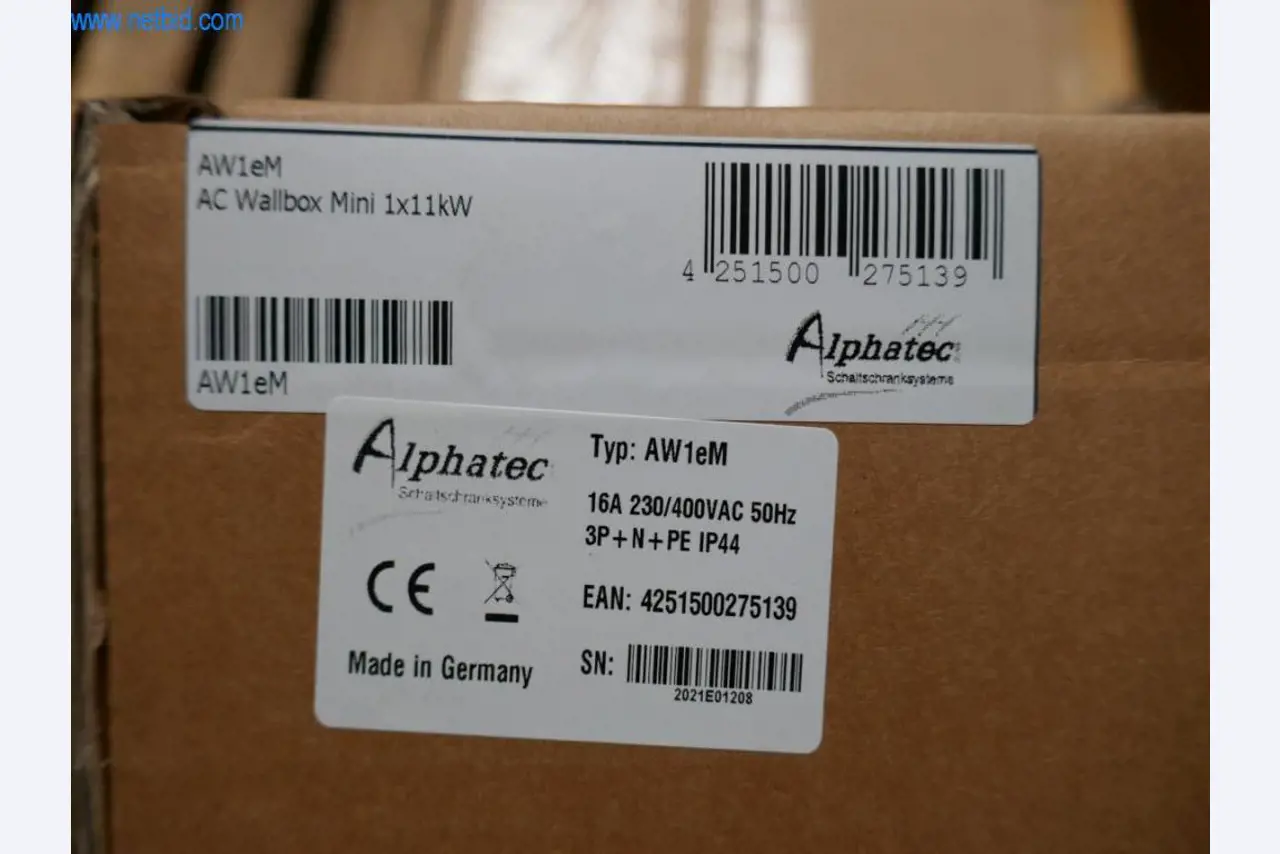 www.netbid.com
AW1eM
AC Wallbox Mini 1x11kW
4 251500 275139
AW1eM
Alphatec
Schaltschranksysteme
Alphatec
Schaltschranksysteme
Typ: AW1eM
16A 230/400VAC 50Hz
3P+N+PE IP44
CE
EAN: 4251500275139
Made in Germany
SN:
2021E01208